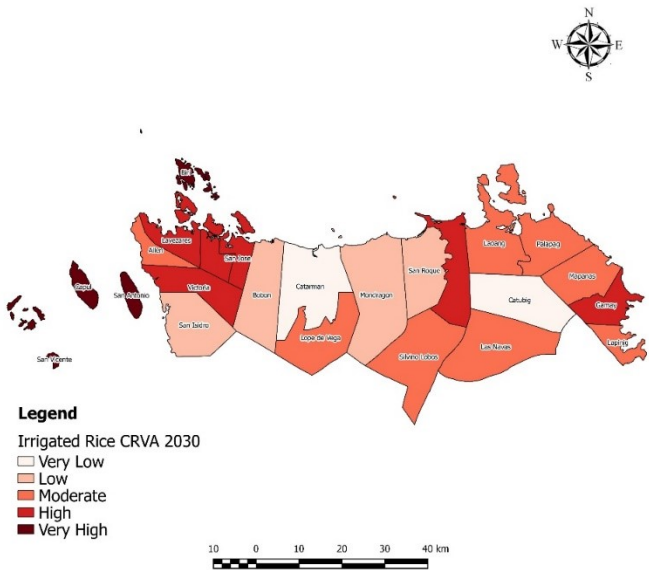 N
W E
S
Biri
Lavezares
Allen
San Jose
Victoria
Capul
San Antonio
San Isidro
San Vicente
Bobon
Catarman
Lope de Vega
Mondragon
San Roque
Silvino Lobos
Laoang
Palapag
Mapanas
Catubig
Gamay
Las Navas
Lapinig
Legend
Irrigated Rice CRVA 2030
Very Low
Low
Moderate
High
Very High
10 0 10 20 30 40 km